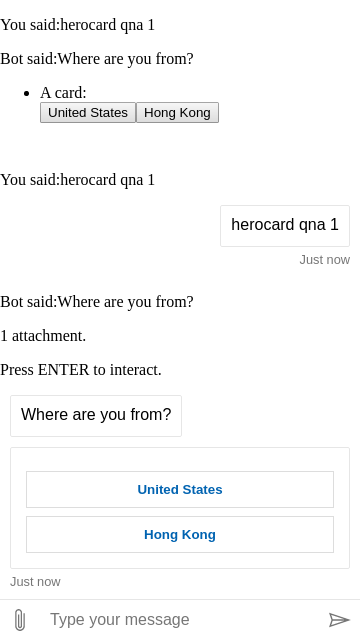 You said:herocard qna 1
Bot said:Where are you from?
A card:
United States Hong Kong
You said:herocard qna 1
herocard qna 1
Just now
Bot said:Where are you from?
1 attachment.
Press ENTER to interact.
Where are you from?
United States
Hong Kong
Just now
Type your message